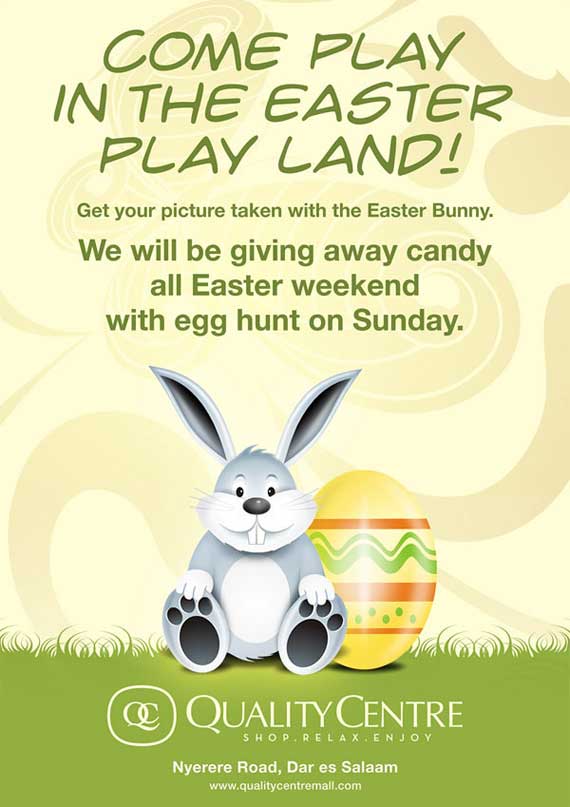 COME PLAY
IN THE EASTER
PLAY LAND!
Get your picture taken with the Easter Bunny.
We will be giving away candy
all Easter weekend
with egg hunt on Sunday.
QC QUALITY CENTRE
SHOP.RELAX.ENJOY
Nyerere Road, Dar es Salaam
www.qualitycentremall.com